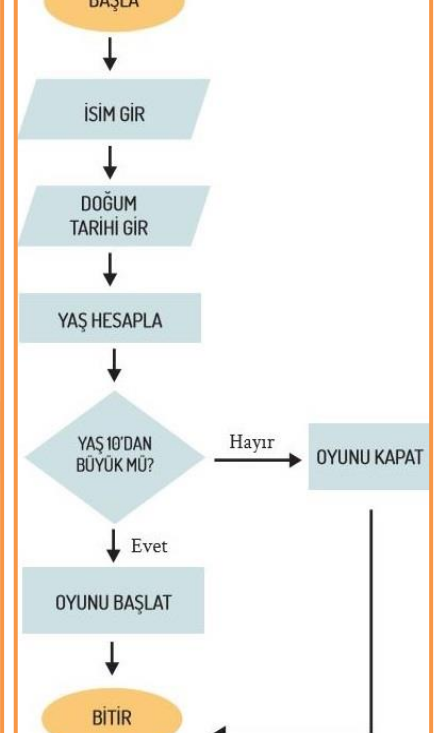 BAŞLA
İSİM GİR
DOĞUM
TARİHİ GİR
YAŞ HESAPLA
YAŞ 10'DAN
BÜYÜK MÜ?
Hayır
OYUNU KAPAT
Evet
OYUNU BAŞLAT
BİTİR